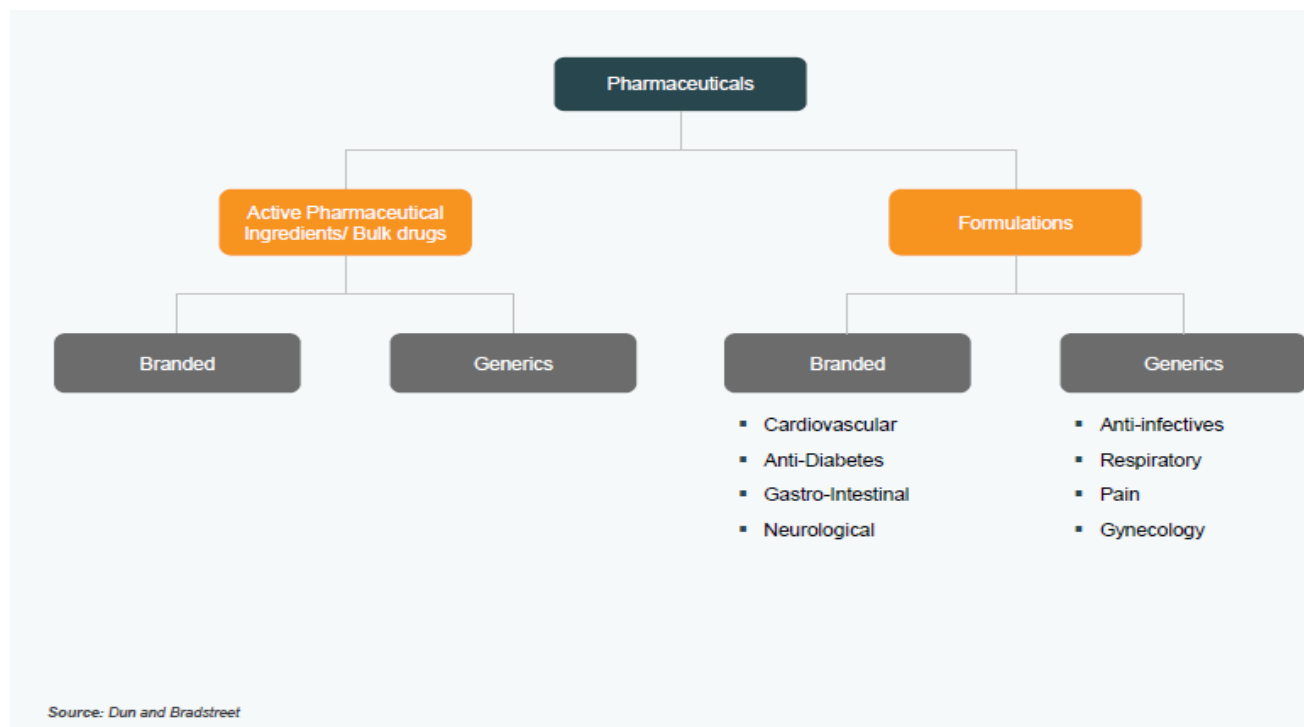 Pharmaceuticals
Active Pharmaceutical
Ingredients/ Bulk drugs
Formulations
Branded
Generics
Branded
Generics
▪ Cardiovascular
▪ Anti-Diabetes
▪ Gastro-Intestinal
▪ Neurological
▪ Anti-infectives
▪ Respiratory
▪ Pain
▪ Gynecology
Source: Dun and Bradstreet